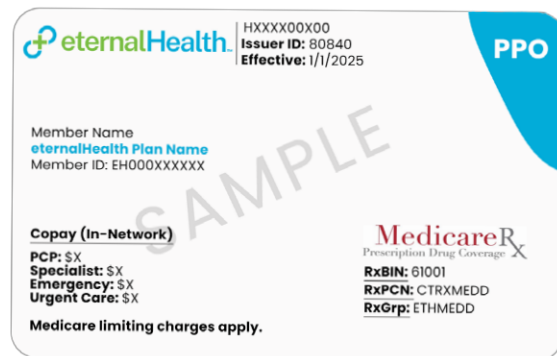 eternalHealth™
HXXXX00X00
Issuer ID: 80840
Effective: 1/1/2025
PPO
Member Name
eternalHealth Plan Name
Member ID: EH000XXXXXX
SAMPLE
Copay (In-Network)
PCP: $X
Specialist: $X
Emergency: $X
Urgent Care: $X
Medicare limiting charges apply.
MedicareRx
Prescription Drug Coverage
RxBIN: 61001
RxPCN: CTRXMEDD
RxGrp: ETHMEDD